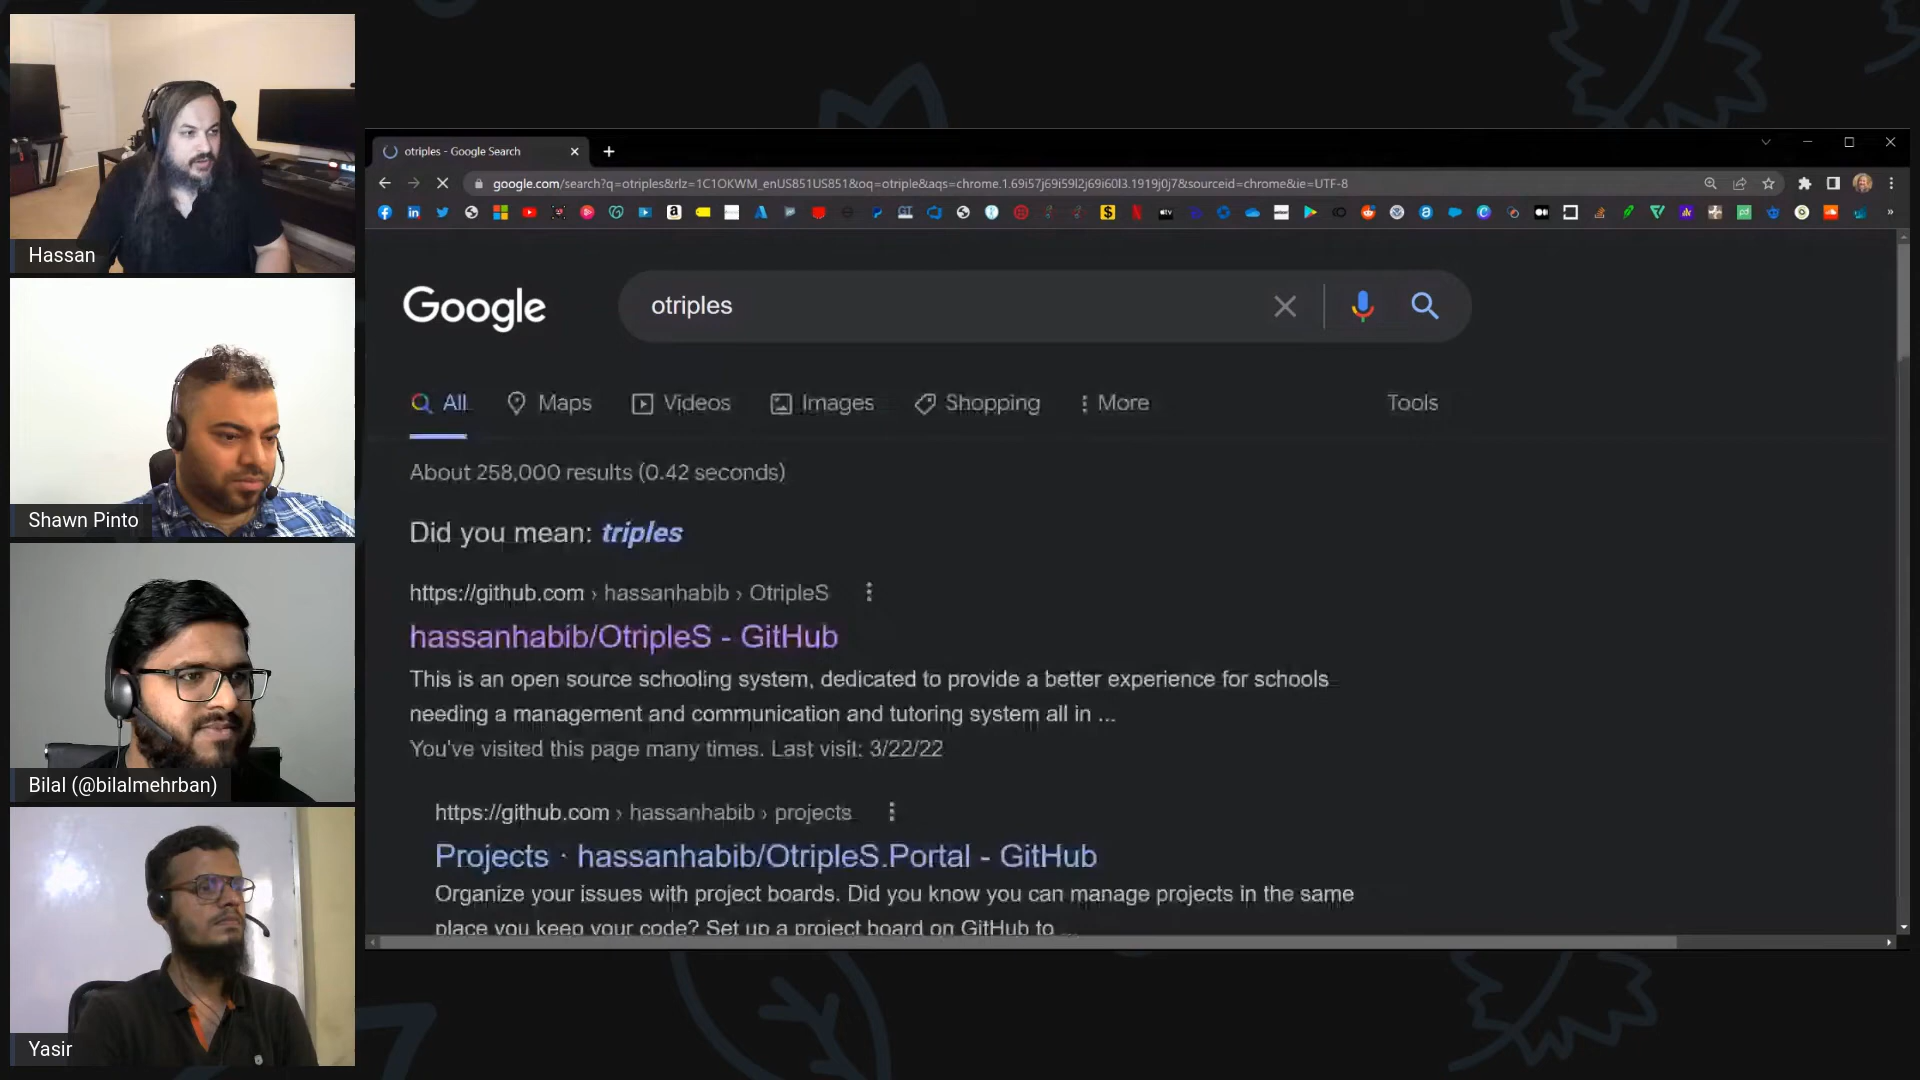 Hassan
Shawn Pinto
Bilal (@bilalmehrban)
Yasir
otriples - Google Search
google.com/search?q=otriples&rlz=1C1OKWM_enUS851US851&oq=otriple&aqs=chrome.1.69i57j69i59l2j69i60l3.1919j0j7&sourceid=chrome&ie=UTF-8
Google
otriples
All Maps Videos Images Shopping More Tools
About 258,000 results (0.42 seconds)
Did you mean: triples
https://github.com › hassanhabib › OtripleS
hassanhabib/OtripleS - GitHub
This is an open source schooling system, dedicated to provide a better experience for schools
needing a management and communication and tutoring system all in ...
You've visited this page many times. Last visit: 3/22/22
https://github.com › hassanhabib › projects
Projects · hassanhabib/OtripleS.Portal - GitHub
Organize your issues with project boards. Did you know you can manage projects in the same
place you keep your code? Set up a project board on GitHub to ...